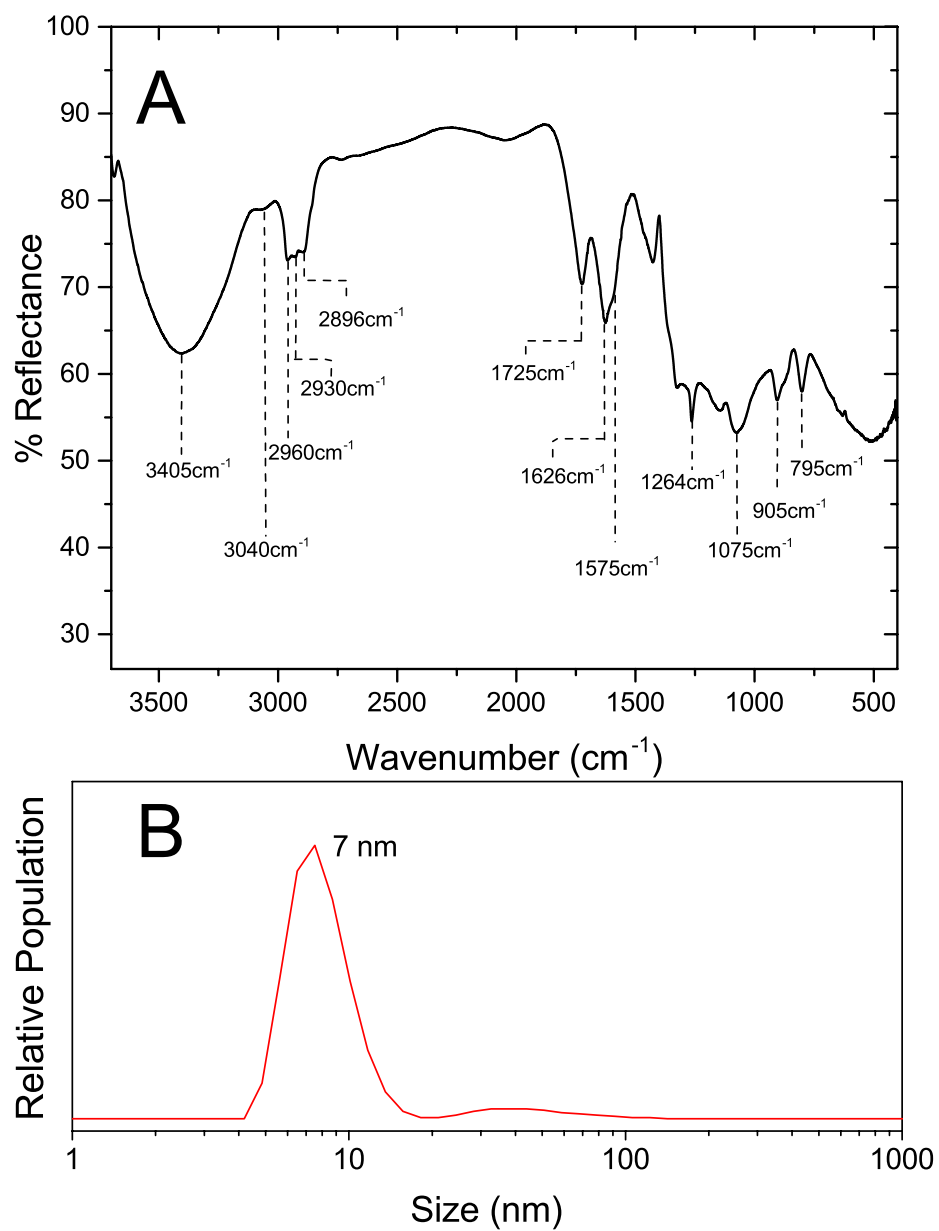 A
100
90
80
70
60
50
40
30
% Reflectance
2896cm-1
2930cm-1
2960cm-1
3405cm-1
3040cm-1
1725cm-1
1626cm-1
1575cm-1
1264cm-1
1075cm-1
905cm-1
795cm-1
3500 3000 2500 2000 1500 1000 500
Wavenumber (cm-1)
B
7 nm
Relative Population
1 10 100 1000
Size (nm)